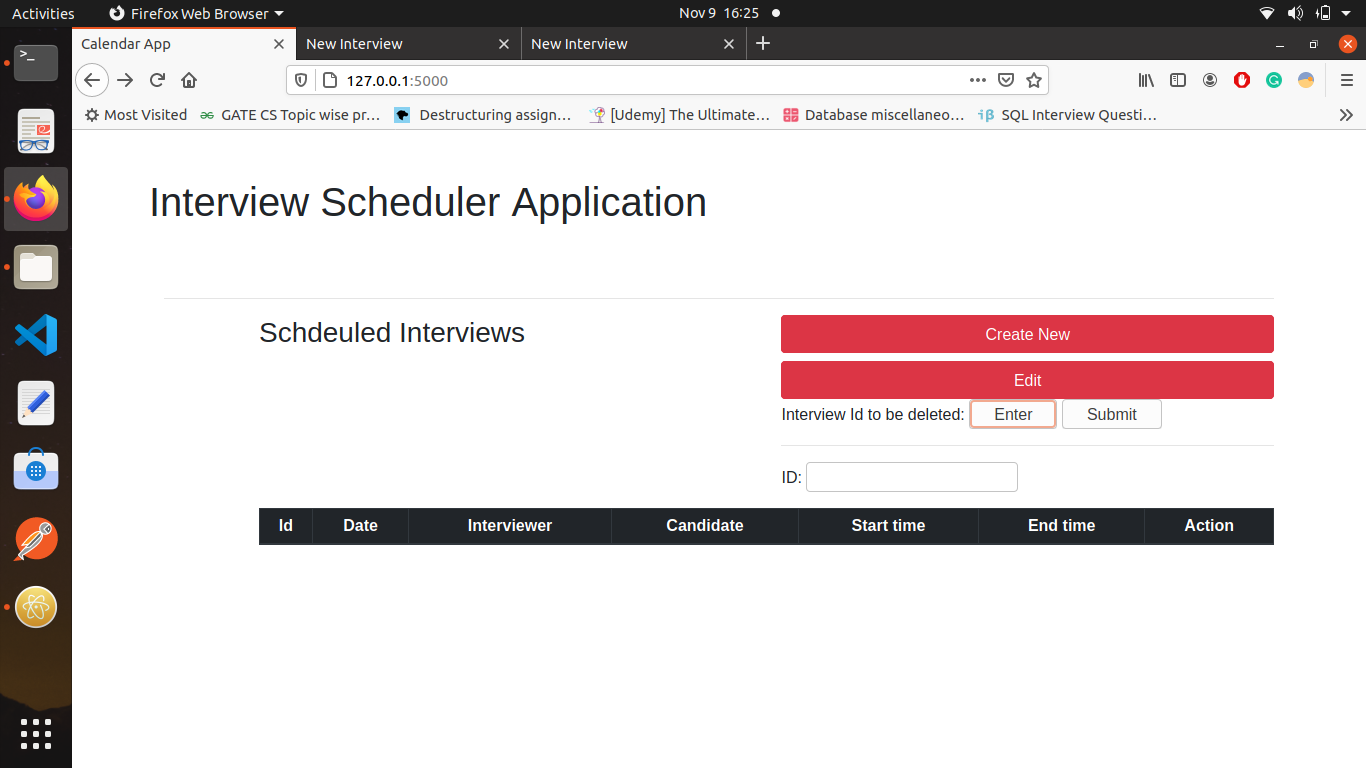 Activities Firefox Web Browser Nov 9 16:25
Calendar App New Interview New Interview
127.0.0.1:5000
Most Visited GATE CS Topic wise pr… Destructuring assign… [Udemy] The Ultimate… Database miscellaneo… SQL Interview Questi…
Interview Scheduler Application
Schdeuled Interviews
Create New
Edit
Interview Id to be deleted: Enter Submit
ID:
Id Date Interviewer Candidate Start time End time Action